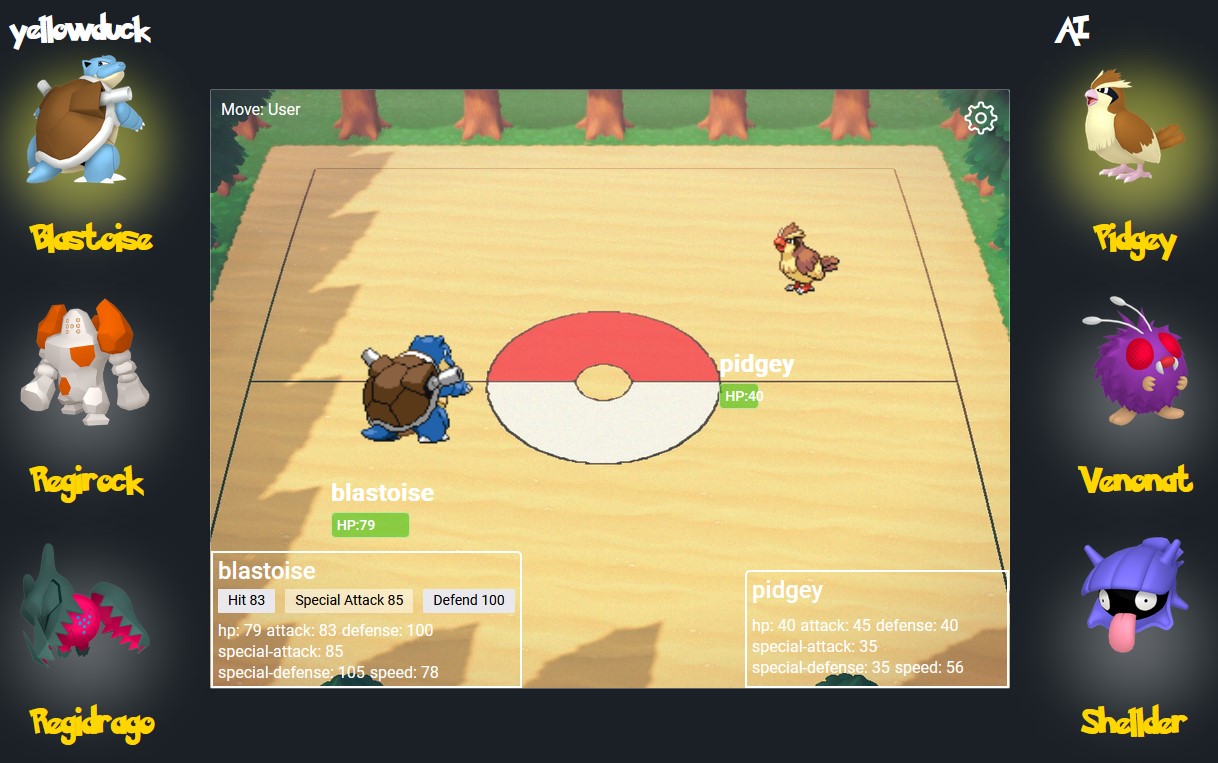 yellowduck
AI
Move: User
Blastoise
Pidgey
pidgey
HP:40
Regirock
Venonat
blastoise
HP:79
blastoise
Hit 83 Special Attack 85 Defend 100
hp: 79 attack: 83 defense: 100
special-attack: 85
special-defense: 105 speed: 78
pidgey
hp: 40 attack: 45 defense: 40
special-attack: 35
special-defense: 35 speed: 56
Regidrago
Shellder